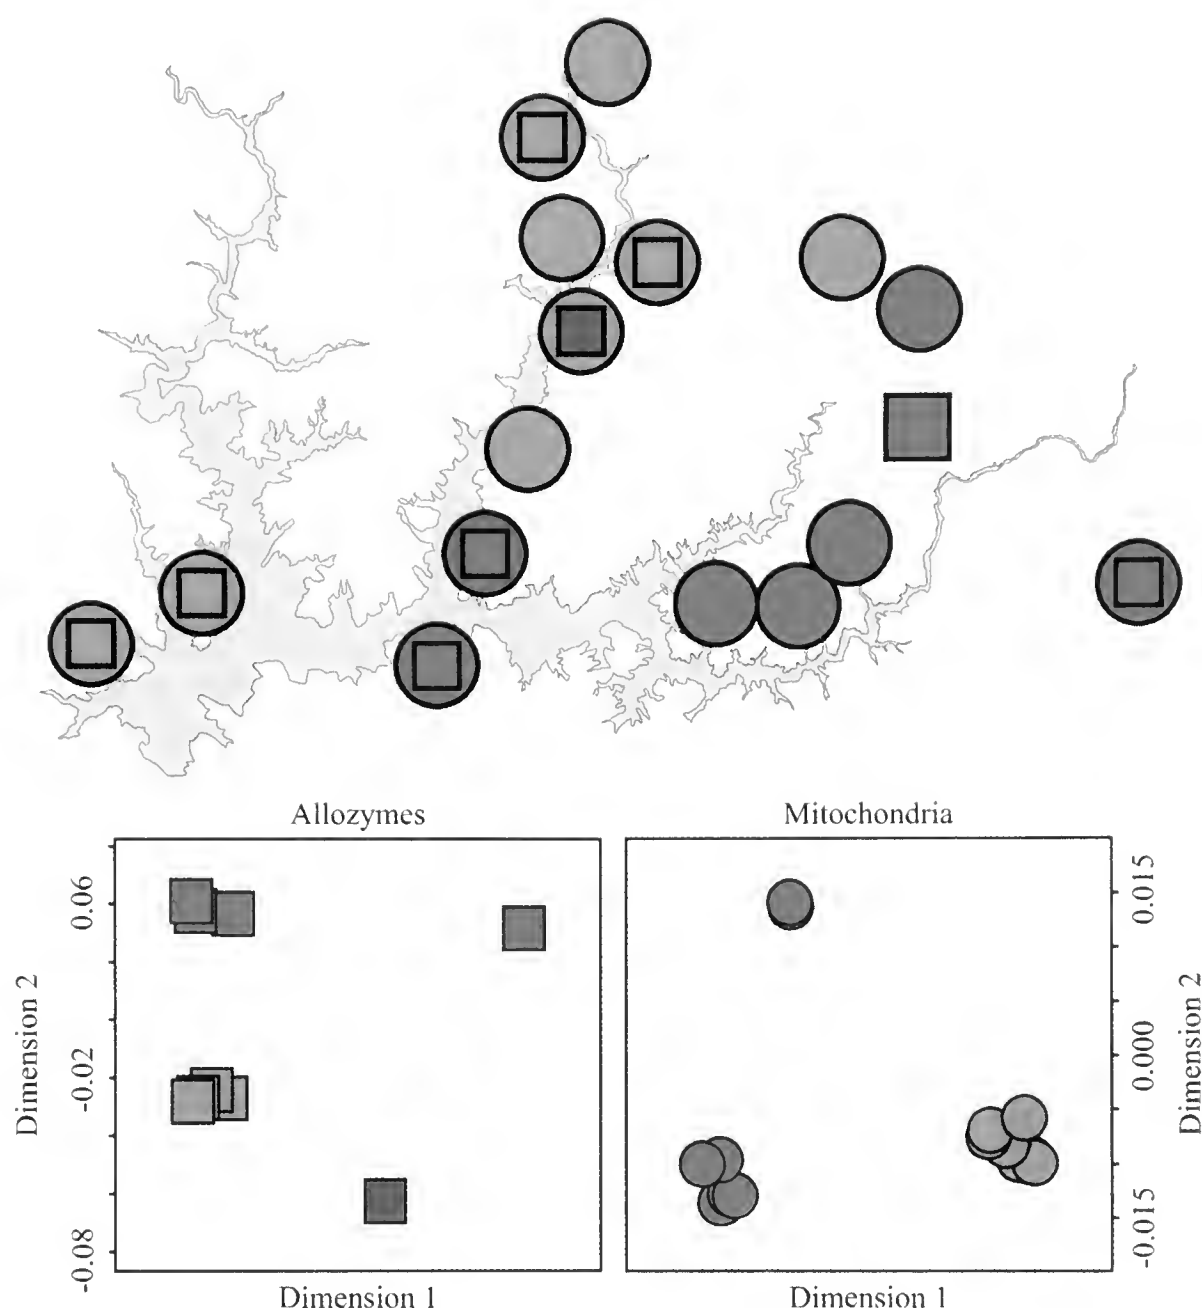 Allozymes
Mitochondria
0.06
-0.02
-0.08
Dimension 2
Dimension 1
0.015
0.000
-0.015
Dimension 2
Dimension 1